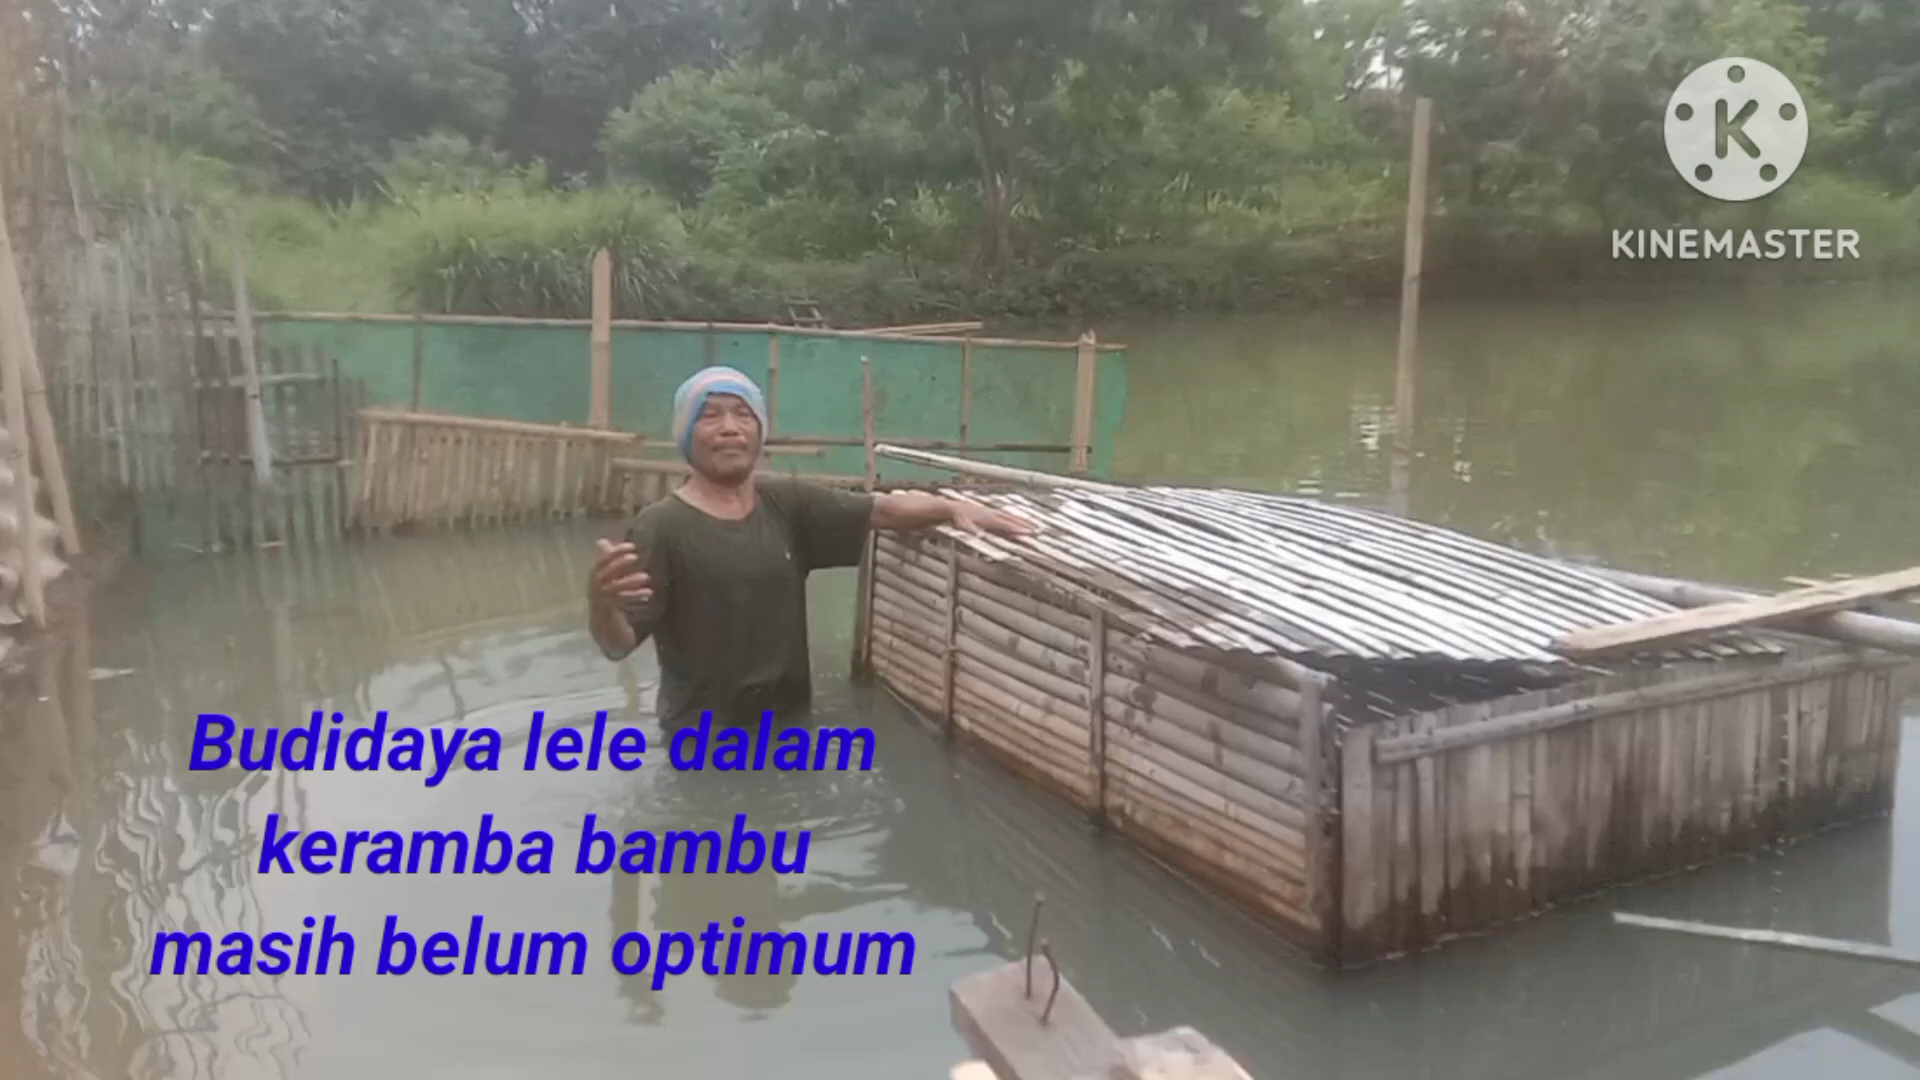 K
KINEMASTER
Budidaya lele dalam
keramba bambu
masih belum optimum